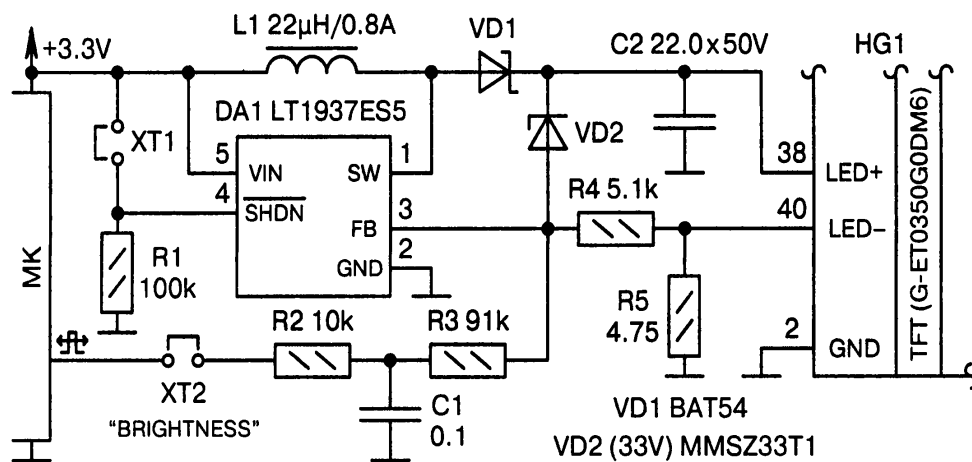 L1 22µH/0.8A
VD1
C2 22.0x50V
HG1
+3.3V
DA1 LT1937ES5
XT1
VD2
5
VIN
SW
1
4
SHDN
FB
3
GND
2
R4 5.1k
38
LED+
40
LED-
R1
100k
MK
R5
4.75
R2 10k
R3 91k
2
GND
TFT (G-ET0350G0DM6)
XT2
"BRIGHTNESS"
C1
0.1
VD1 BAT54
VD2 (33V) MMSZ33T1